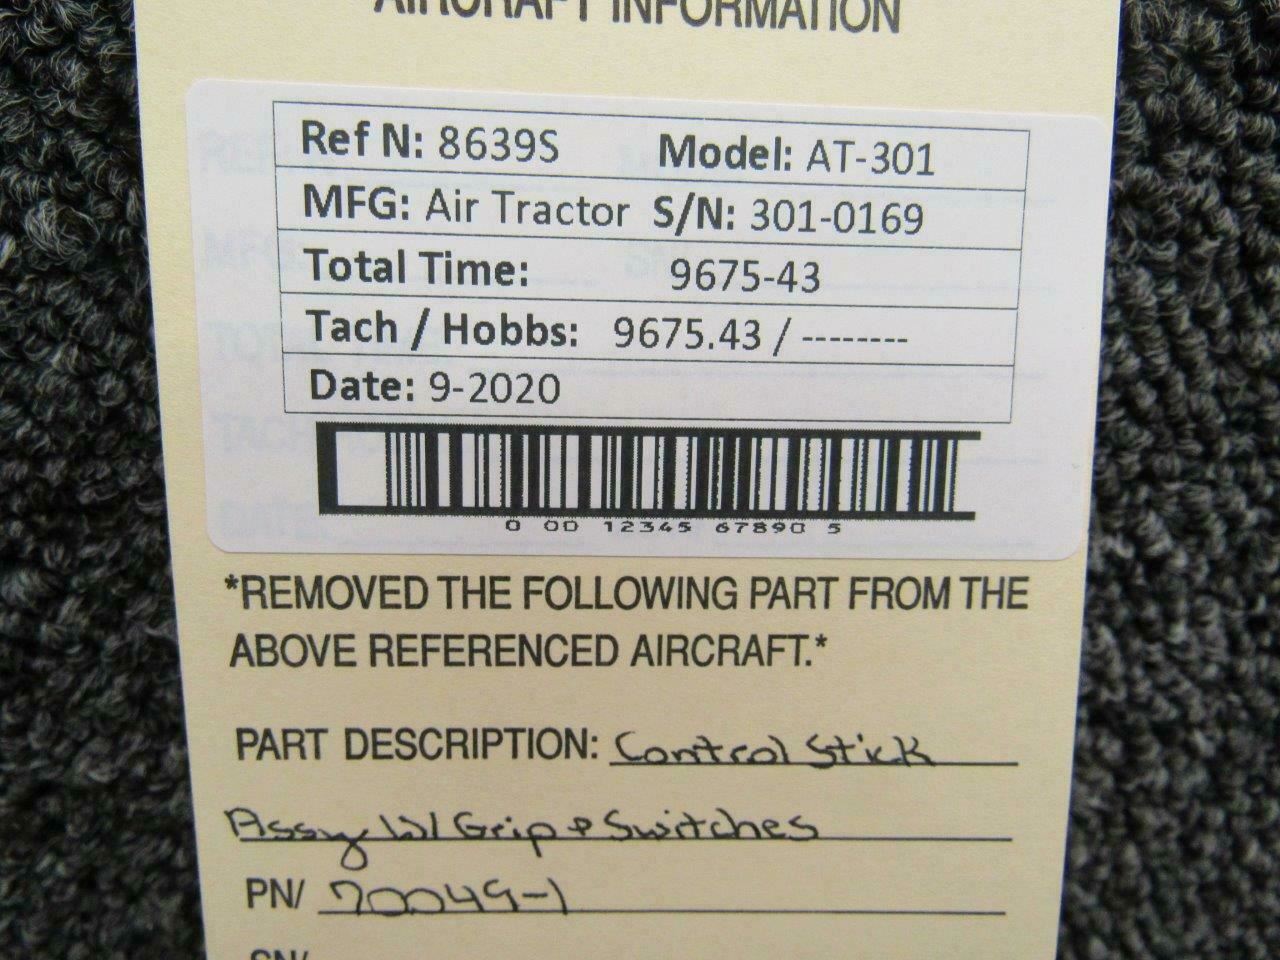 AIRCRAFT INFORMATION
Ref N: 8639S Model: AT-301
MFG: Air Tractor S/N: 301-0169
Total Time: 9675-43
Tach / Hobbs: 9675.43 / --------
Date: 9-2020
0 00 12345 67890 5
*REMOVED THE FOLLOWING PART FROM THE
ABOVE REFERENCED AIRCRAFT.*
PART DESCRIPTION: Control Stick
Assy W/ Grip & Switches
PN/ 70049-1
SN/